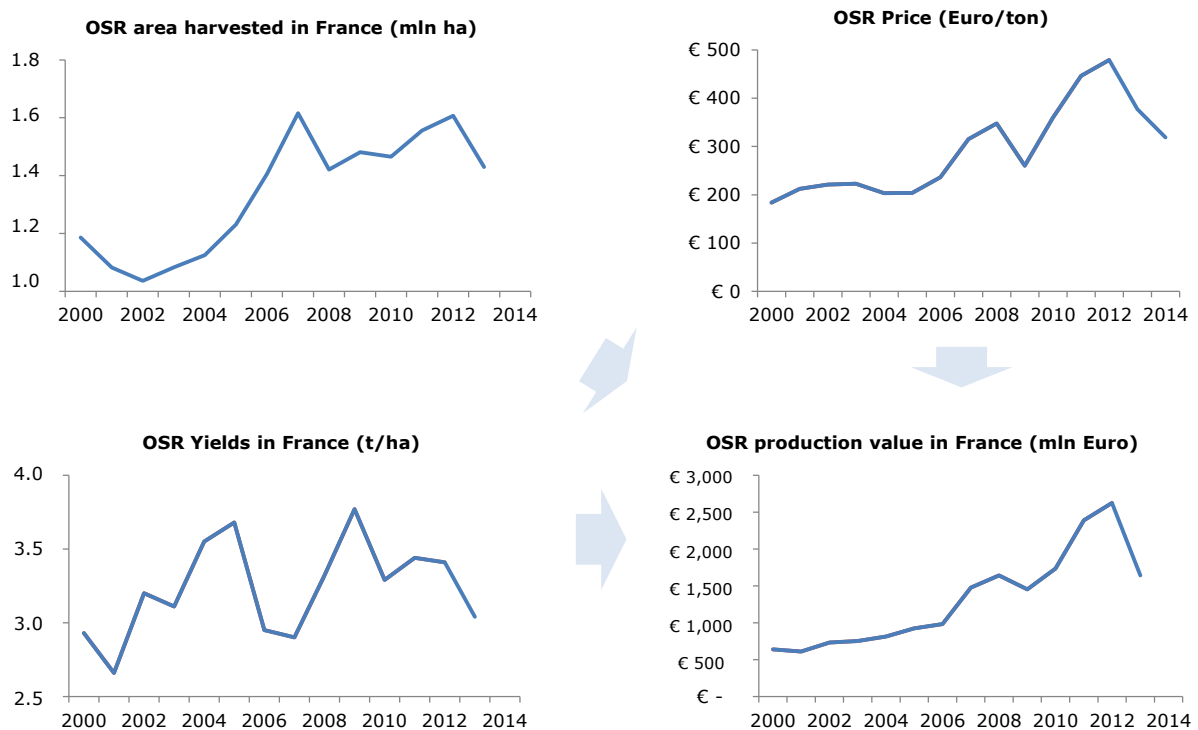 OSR area harvested in France (mln ha)
1.8
1.6
1.4
1.2
1.0
2000 2002 2004 2006 2008 2010 2012 2014
OSR Price (Euro/ton)
€ 500
€ 400
€ 300
€ 200
€ 100
€ 0
2000 2002 2004 2006 2008 2010 2012 2014
OSR Yields in France (t/ha)
4.0
3.5
3.0
2.5
2000 2002 2004 2006 2008 2010 2012 2014
OSR production value in France (mln Euro)
€ 3,000
€ 2,500
€ 2,000
€ 1,500
€ 1,000
€ 500
€ -
2000 2002 2004 2006 2008 2010 2012 2014